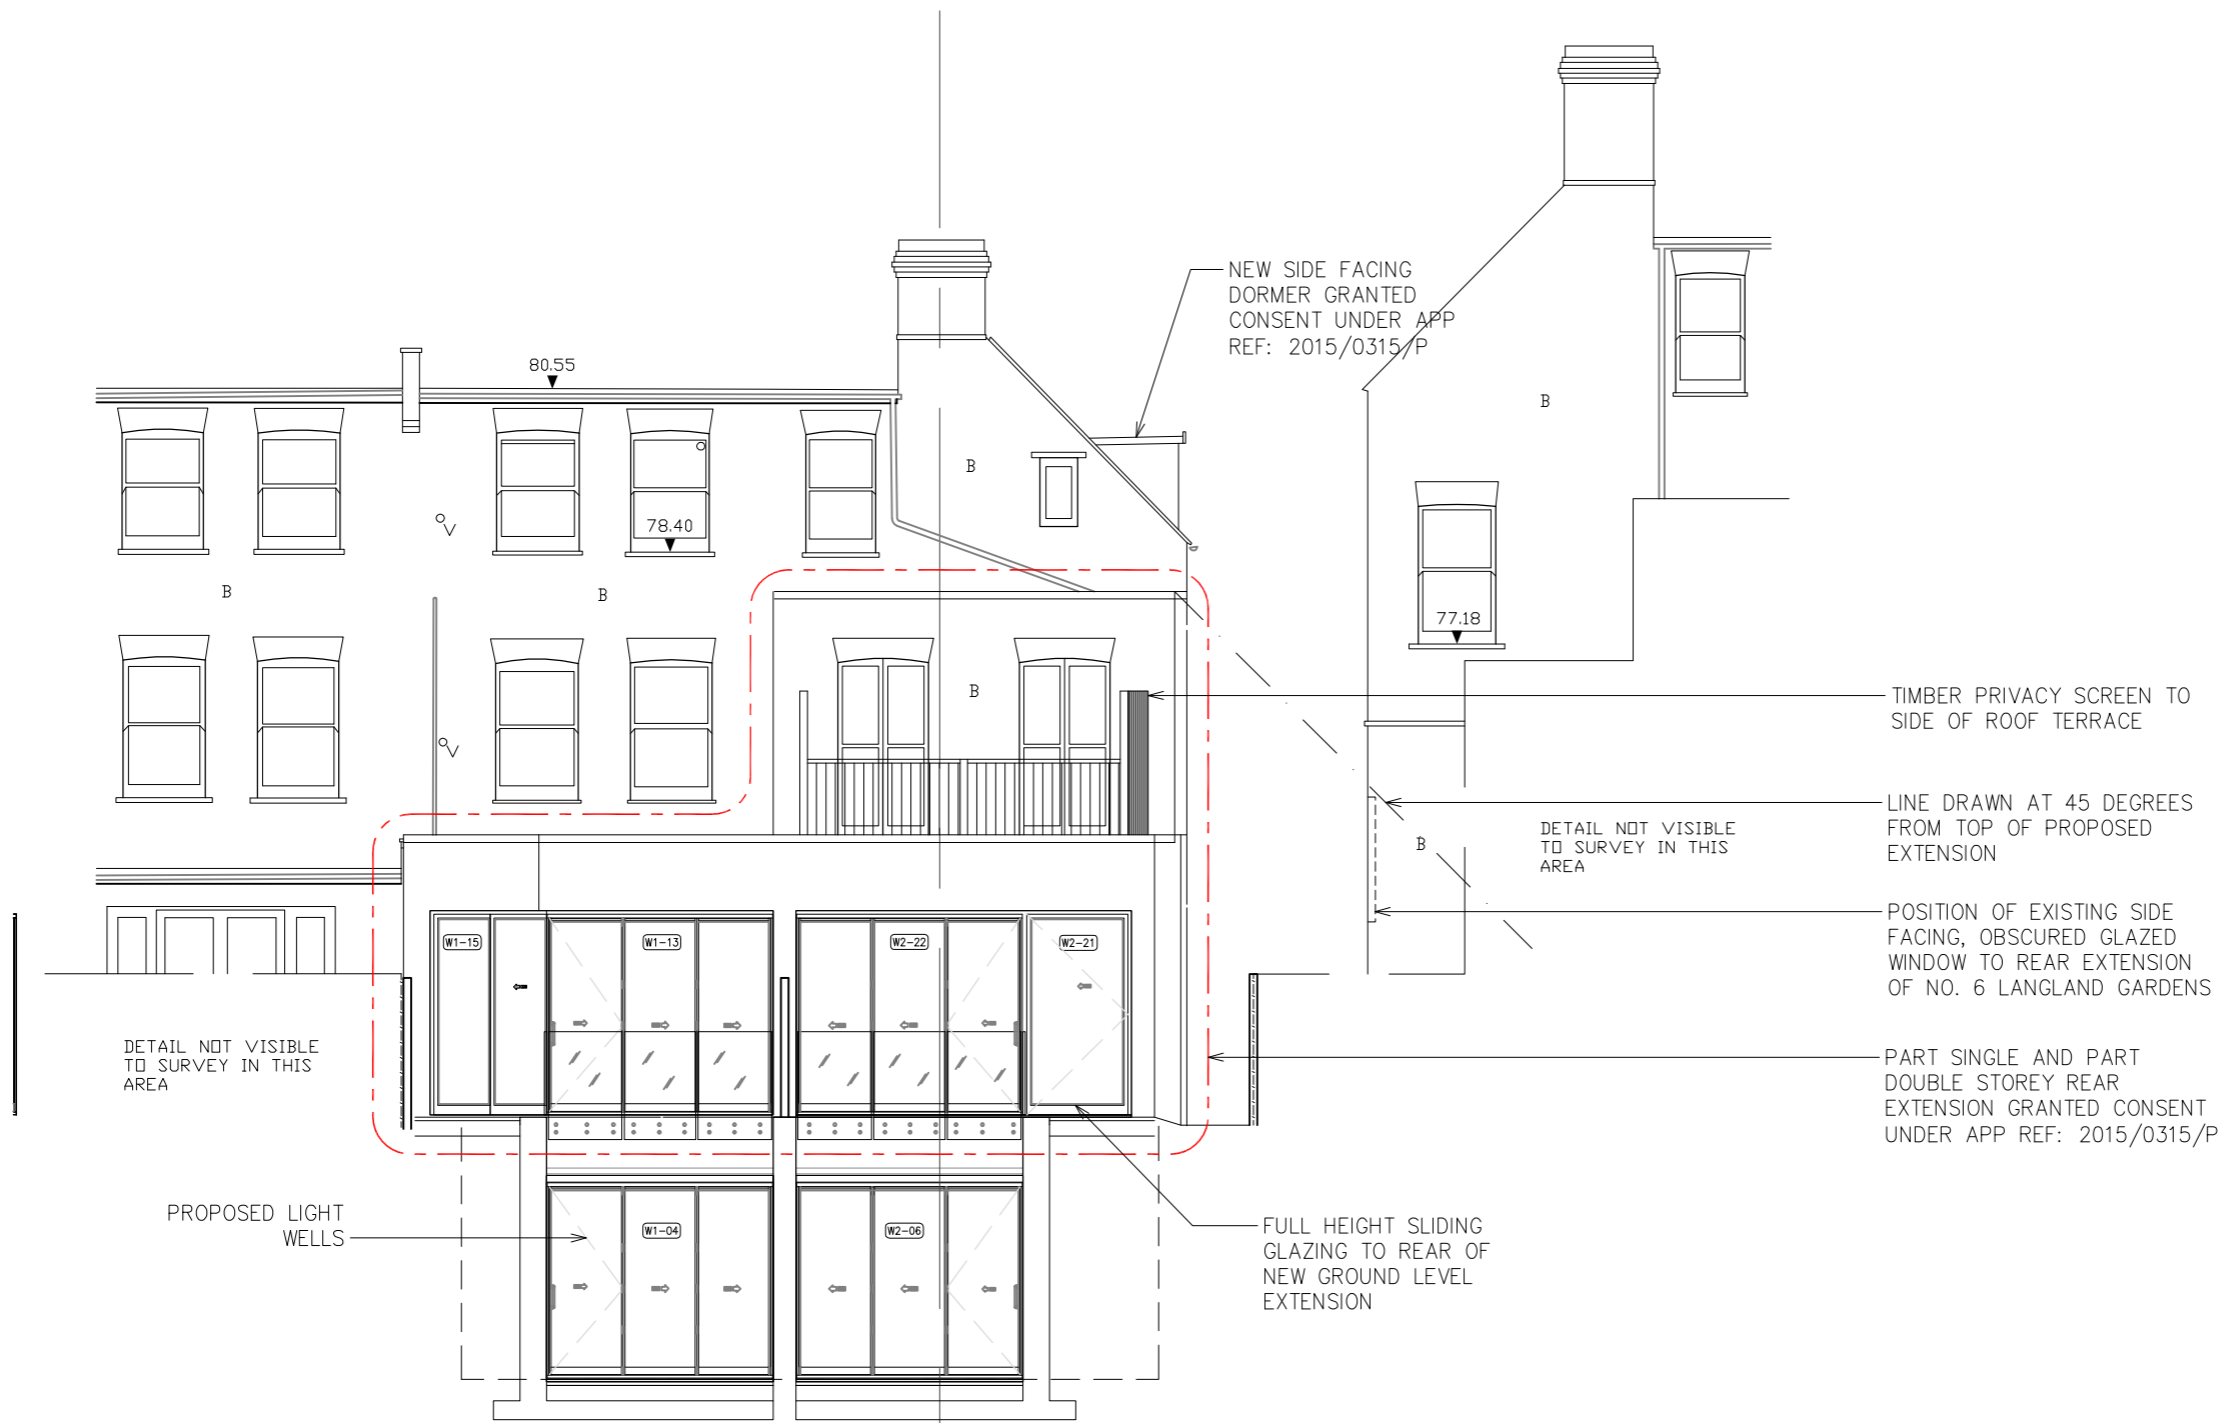 NEW SIDE FACING
DORMER GRANTED
CONSENT UNDER APP
REF: 2015/0315/P
80.55
B
B
78.40
B
B
77.18
B
TIMBER PRIVACY SCREEN TO
SIDE OF ROOF TERRACE
LINE DRAWN AT 45 DEGREES
FROM TOP OF PROPOSED
EXTENSION
DETAIL NOT VISIBLE
TO SURVEY IN THIS
AREA
B
POSITION OF EXISTING SIDE
FACING, OBSCURED GLAZED
WINDOW TO REAR EXTENSION
OF NO. 6 LANGLAND GARDENS
W1-15
W1-13
W2-22
W2-21
DETAIL NOT VISIBLE
TO SURVEY IN THIS
AREA
PART SINGLE AND PART
DOUBLE STOREY REAR
EXTENSION GRANTED CONSENT
UNDER APP REF: 2015/0315/P
PROPOSED LIGHT
WELLS
W1-04
W2-06
FULL HEIGHT SLIDING
GLAZING TO REAR OF
NEW GROUND LEVEL
EXTENSION